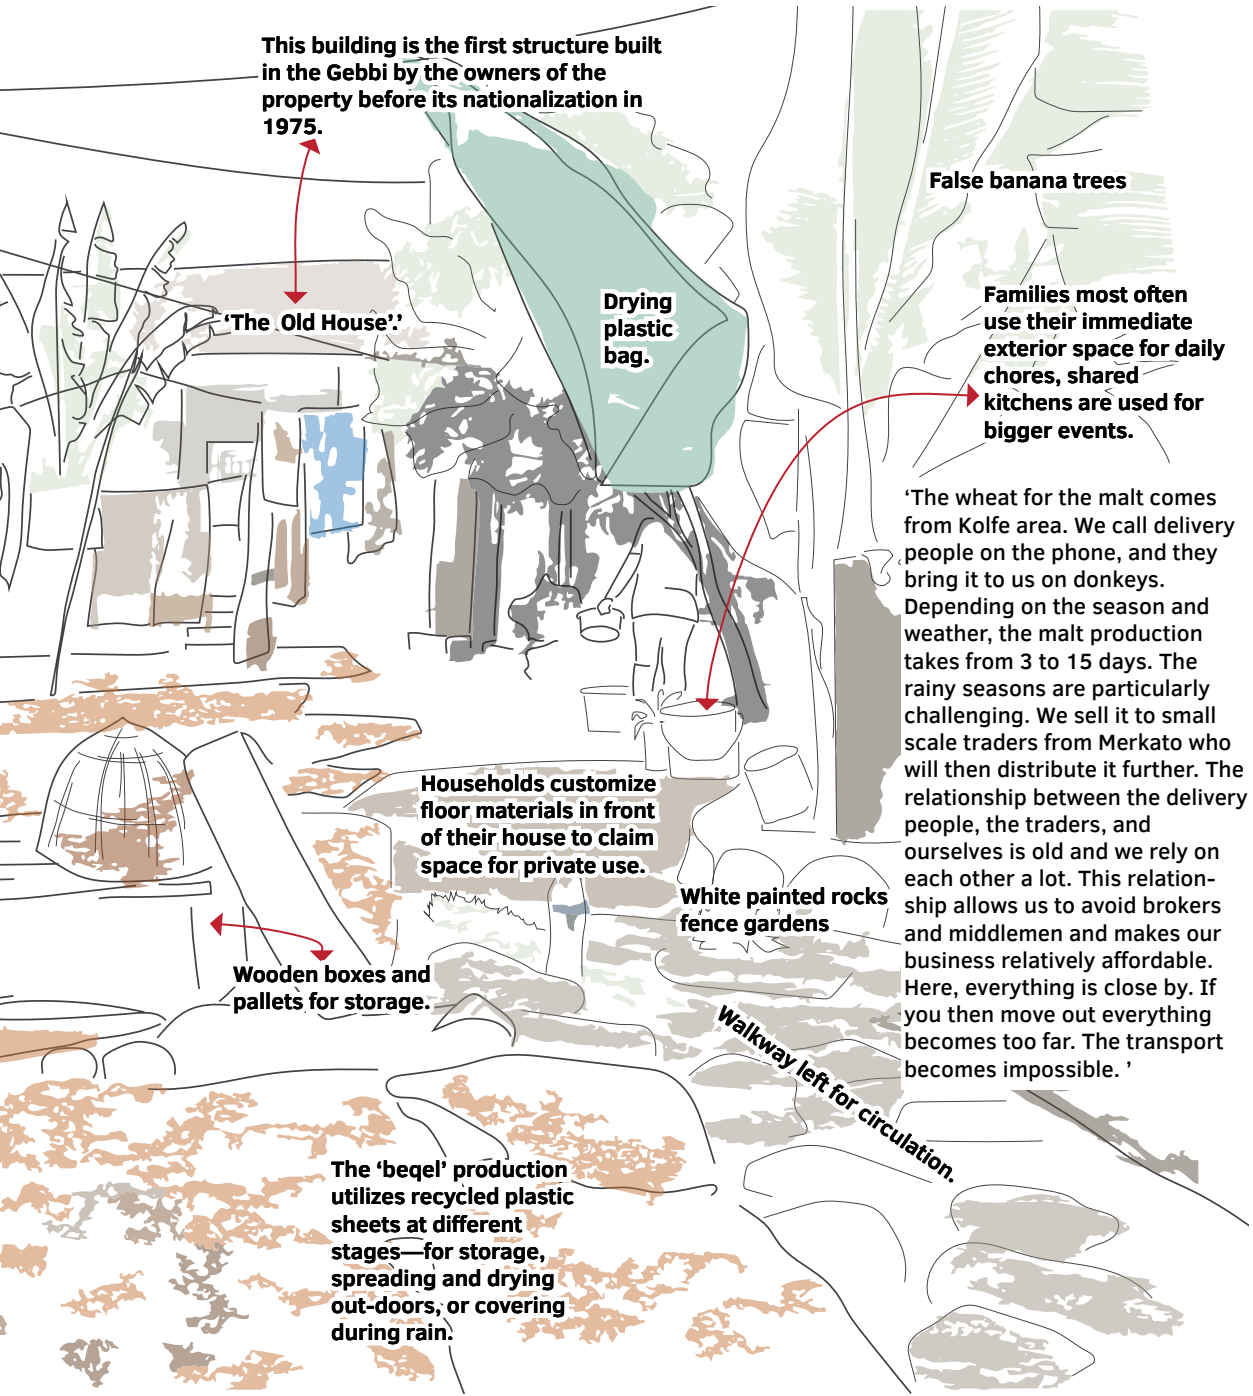 This building is the first structure built
in the Gebbi by the owners of the
property before its nationalization in
1975.
False banana trees
‘The Old House’.’
Drying
plastic
bag.
Families most often
use their immediate
exterior space for daily
chores, shared
kitchens are used for
bigger events.
‘The wheat for the malt comes
from Kolfe area. We call delivery
people on the phone, and they
bring it to us on donkeys.
Depending on the season and
weather, the malt production
takes from 3 to 15 days. The
rainy seasons are particularly
challenging. We sell it to small
scale traders from Merkato who
will then distribute it further. The
relationship between the delivery
people, the traders, and
ourselves is old and we rely on
each other a lot. This relation-
ship allows us to avoid brokers
and middlemen and makes our
business relatively affordable.
Here, everything is close by. If
you then move out everything
becomes too far. The transport
becomes impossible. ’
Households customize
floor materials in front
of their house to claim
space for private use.
White painted rocks
fence gardens
Wooden boxes and
pallets for storage.
Walkway left for circulation.
The ‘beqel’ production
utilizes recycled plastic
sheets at different
stages—for storage,
spreading and drying
out-doors, or covering
during rain.